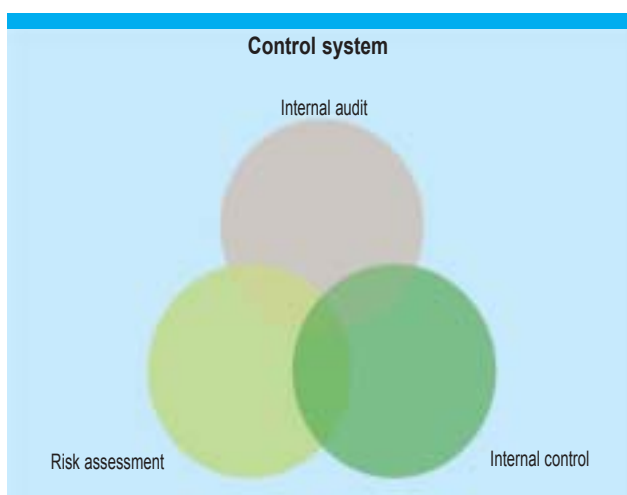 Control system
Internal audit
Risk assessment
Internal control